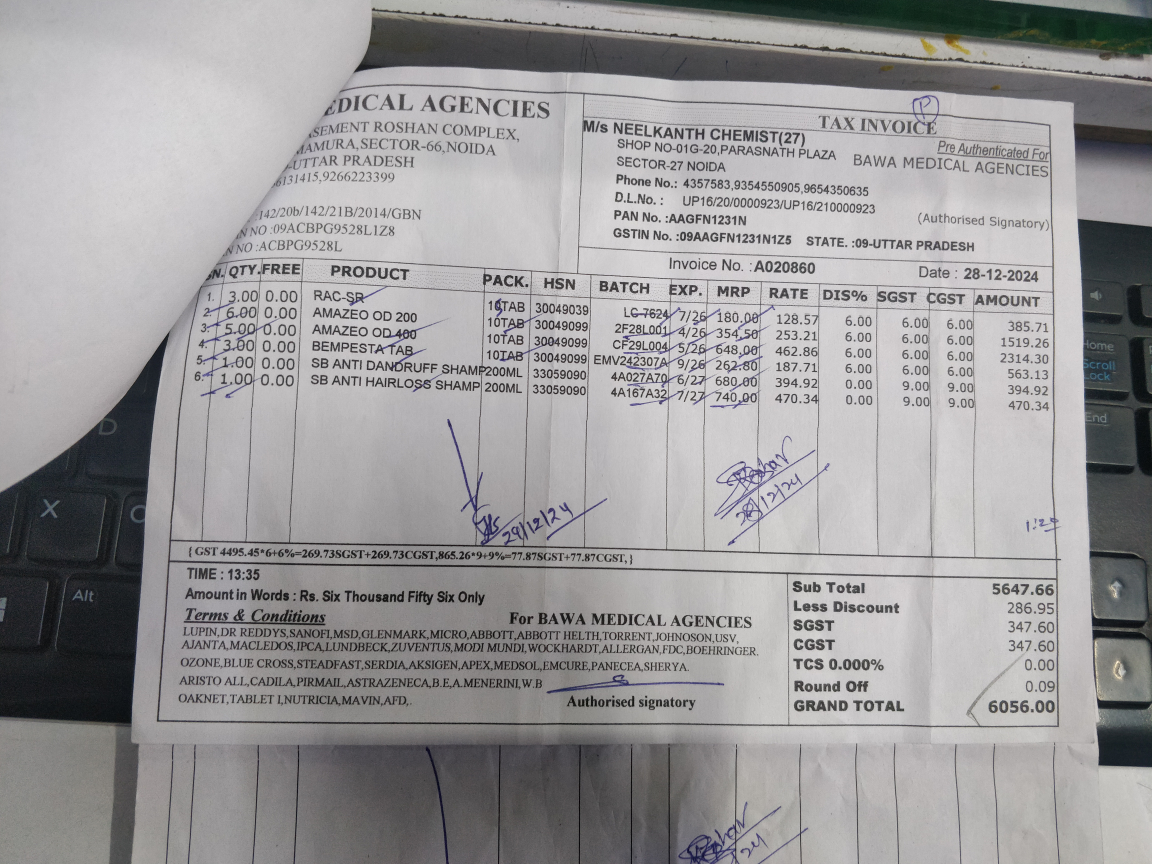 EDICAL AGENCIES
ASEMENT ROSHAN COMPLEX,
MAMURA,SECTOR-66,NOIDA
-UTTAR PRADESH
6131415,9266223399
:142/20b/142/21B/2014/GBN
N NO :09ACBPG9528L1Z8
N NO :ACBPG9528L
P
TAX INVOICE
M/s NEELKANTH CHEMIST(27)
SHOP NO-01G-20,PARASNATH PLAZA
SECTOR-27 NOIDA
Phone No.: 4357583,9354550905,9654350635
D.L.No. : UP16/20/0000923/UP16/210000923
PAN No. :AAGFN1231N
GSTIN No. :09AAGFN1231N1Z5 STATE. :09-UTTAR PRADESH
Pre Authenticated For
BAWA MEDICAL AGENCIES
(Authorised Signatory)
Invoice No. :A020860 Date : 28-12-2024
SN. QTY. FREE PRODUCT PACK. HSN BATCH EXP. MRP RATE DIS% SGST CGST AMOUNT
1. 3.00 0.00 RAC-SR 10TAB 30049039 LG-7624 7/26 180.00 128.57 6.00 6.00 6.00 385.71
2. 6.00 0.00 AMAZEO OD 200 10TAB 30049099 2F28L001 4/26 354.50 253.21 6.00 6.00 6.00 1519.26
3. 5.00 0.00 AMAZEO OD 400 10TAB 30049099 CF29L004 5/26 648.00 462.86 6.00 6.00 6.00 2314.30
4. 3.00 0.00 BEMPESTA TAB 10TAB 30049099 EMV242307A 9/26 262.80 187.71 6.00 6.00 6.00 563.13
5. 1.00 0.00 SB ANTI DANDRUFF SHAMP 200ML 33059090 4A027A70 6/27 680.00 394.92 0.00 9.00 9.00 394.92
6. 1.00 0.00 SB ANTI HAIRLOSS SHAMP 200ML 33059090 4A167A32 7/27 740.00 470.34 0.00 9.00 9.00 470.34
29/12/24
28/12/24
{ GST 4495.45*6+6%=269.73SGST+269.73CGST,865.26*9+9%=77.87SGST+77.87CGST,}
TIME : 13:35
Amount in Words : Rs. Six Thousand Fifty Six Only
Terms & Conditions For BAWA MEDICAL AGENCIES
LUPIN,DR REDDYS,SANOFI,MSD,GLENMARK,MICRO,ABBOTT,ABBOTT HELTH,TORRENT,JOHNOSON,USV,
AJANTA,MACLEDOS,IPCA,LUNDBECK,ZUVENTUS,MODI MUNDI,WOCKHARDT,ALLERGAN,FDC,BOEHRINGER.
OZONE,BLUE CROSS,STEADFAST,SERDIA,AKSIGEN,APEX,MEDSOL,EMCURE,PANECEA,SHERYA.
ARISTO ALL,CADILA,PIRMAIL,ASTRAZENECA,B.E,A.MENERINI,W.B
OAKNET,TABLET I,NUTRICIA,MAVIN,AFD,.
Authorised signatory
Sub Total 5647.66
Less Discount 286.95
SGST 347.60
CGST 347.60
TCS 0.000% 0.00
Round Off 0.09
GRAND TOTAL 6056.00
D
X
Alt
Home
Scroll
Lock
End